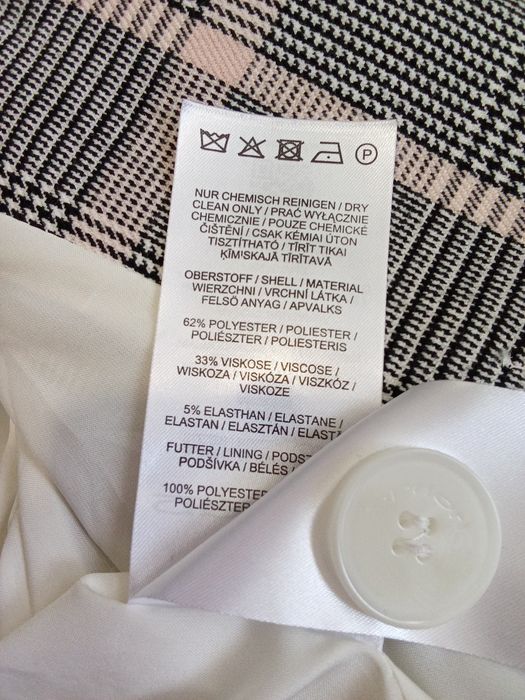 P
NUR CHEMISCH REINIGEN / DRY
CLEAN ONLY / PRAĆ WYŁĄCZNIE
CHEMICZNIE / POUZE CHEMICKÉ
ČIŠTĚNÍ / CSAK KÉMIAI ÚTON
TISZTÍTHATÓ / TĪRĪT TIKAI
ĶĪMISKAJĀ TĪRĪTAVĀ
OBERSTOFF / SHELL / MATERIAL
WIERZCHNI / VRCHNÍ LÁTKA /
FELSŐ ANYAG / APVALKS
62% POLYESTER / POLIESTER /
POLIÉSZTER / POLIESTERIS
33% VISKOSE / VISCOSE /
WISKOZA / VISKÓZA / VISZKÓZ /
VISKOZE
5% ELASTHAN / ELASTANE /
ELASTAN / ELASZTÁN /
FUTTER / LINING /
PODŠÍVKA / BÉLÉS /
100% POLYESTER
POLIÉSZTER